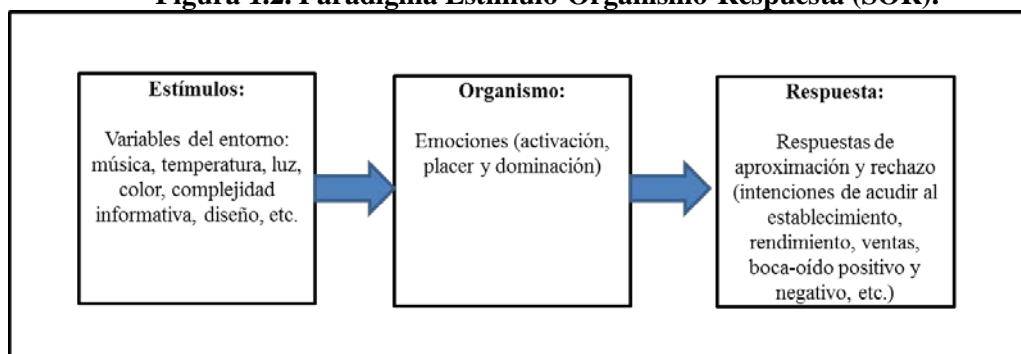 Figura 1.2. Paradigma Estímulo-Organismo-Respuesta (SOR).
Estímulos:
Variables del entorno:
música, temperatura, luz,
color, complejidad
informativa, diseño, etc.
Organismo:
Emociones (activación,
placer y dominación)
Respuesta:
Respuestas de
aproximación y rechazo
(intenciones de acudir al
establecimiento,
rendimiento, ventas,
boca-oído positivo y
negativo, etc.)